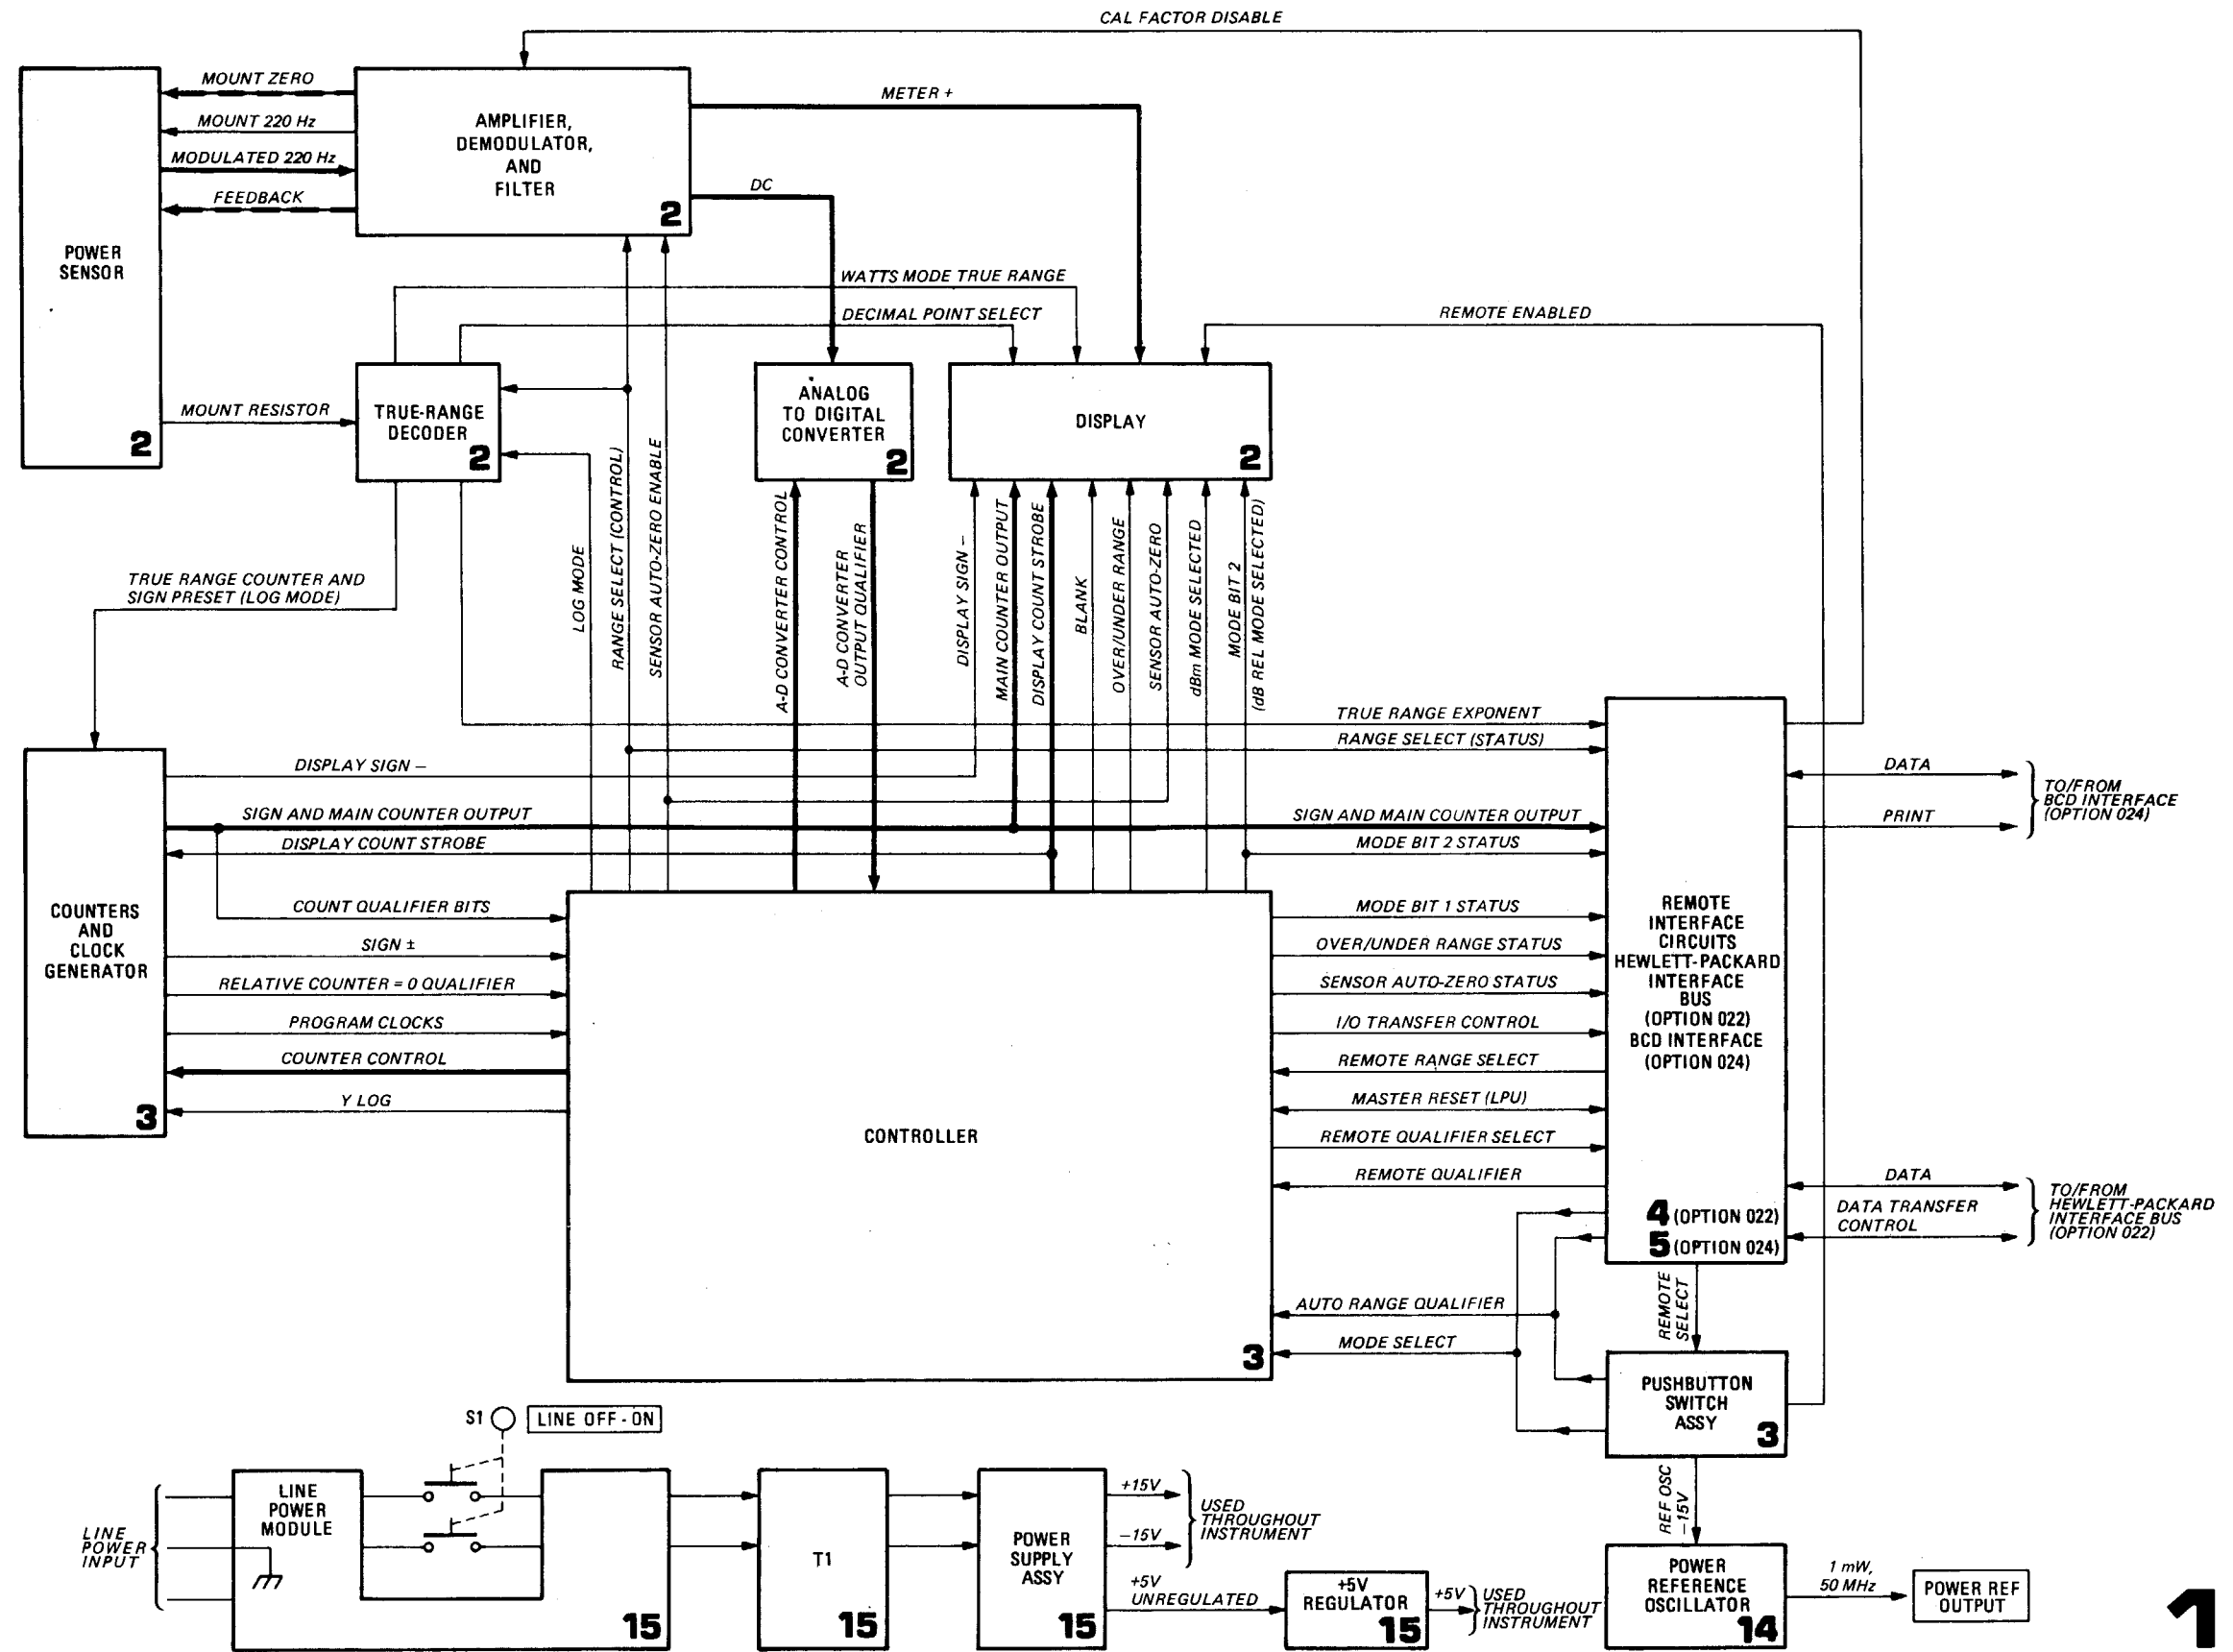 CAL FACTOR DISABLE
MOUNT ZERO
MOUNT 220 Hz
MODULATED 220 Hz
FEEDBACK
POWER
SENSOR
2
AMPLIFIER,
DEMODULATOR,
AND
FILTER
2
METER +
DC
WATTS MODE TRUE RANGE
DECIMAL POINT SELECT
REMOTE ENABLED
MOUNT RESISTOR
TRUE-RANGE
DECODER
2
ANALOG
TO DIGITAL
CONVERTER
2
DISPLAY
2
TRUE RANGE COUNTER AND
SIGN PRESET (LOG MODE)
LOG MODE
RANGE SELECT (CONTROL)
SENSOR AUTO-ZERO ENABLE
A-D CONVERTER CONTROL
A-D CONVERTER
OUTPUT QUALIFIER
DISPLAY SIGN –
MAIN COUNTER OUTPUT
DISPLAY COUNT STROBE
BLANK
OVER/UNDER RANGE
SENSOR AUTO-ZERO
dBm MODE SELECTED
MODE BIT 2
(dB REL MODE SELECTED)
TRUE RANGE EXPONENT
RANGE SELECT (STATUS)
DISPLAY SIGN –
SIGN AND MAIN COUNTER OUTPUT
SIGN AND MAIN COUNTER OUTPUT
DISPLAY COUNT STROBE
MODE BIT 2 STATUS
COUNTERS
AND
CLOCK
GENERATOR
3
COUNT QUALIFIER BITS
SIGN ±
RELATIVE COUNTER = 0 QUALIFIER
PROGRAM CLOCKS
COUNTER CONTROL
Y LOG
CONTROLLER
3
MODE BIT 1 STATUS
OVER/UNDER RANGE STATUS
SENSOR AUTO-ZERO STATUS
I/O TRANSFER CONTROL
REMOTE RANGE SELECT
MASTER RESET (LPU)
REMOTE QUALIFIER SELECT
REMOTE QUALIFIER
AUTO RANGE QUALIFIER
MODE SELECT
REMOTE
INTERFACE
CIRCUITS
HEWLETT-PACKARD
INTERFACE
BUS
(OPTION 022)
BCD INTERFACE
(OPTION 024)
4 (OPTION 022)
5 (OPTION 024)
DATA
PRINT
TO/FROM
BCD INTERFACE
(OPTION 024)
DATA
DATA TRANSFER
CONTROL
TO/FROM
HEWLETT-PACKARD
INTERFACE BUS
(OPTION 022)
REMOTE
SELECT
PUSHBUTTON
SWITCH
ASSY
3
REF OSC
–15V
POWER
REFERENCE
OSCILLATOR
14
1 mW,
50 MHz
POWER REF
OUTPUT
S1
LINE OFF - ON
LINE
POWER
INPUT
LINE
POWER
MODULE
15
T1
15
POWER
SUPPLY
ASSY
15
+15V
–15V
USED
THROUGHOUT
INSTRUMENT
+5V
UNREGULATED
+5V
REGULATOR
15
+5V
USED
THROUGHOUT
INSTRUMENT
1